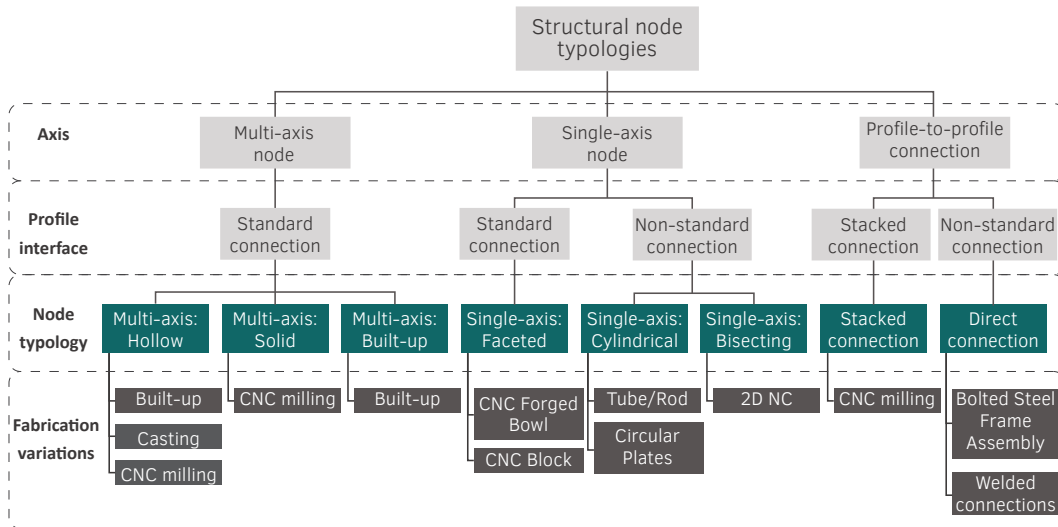 Structural node
typologies
Axis
Multi-axis
node
Single-axis
node
Profile-to-profile
connection
Profile
interface
Standard
connection
Standard
connection
Non-standard
connection
Stacked
connection
Non-standard
connection
Node
typology
Multi-axis:
Hollow
Multi-axis:
Solid
Multi-axis:
Built-up
Single-axis:
Faceted
Single-axis:
Cylindrical
Single-axis:
Bisecting
Stacked
connection
Direct
connection
Fabrication
variations
Built-up
Casting
CNC milling
CNC milling
Built-up
CNC Forged
Bowl
CNC Block
Tube/Rod
Circular
Plates
2D NC
CNC milling
Bolted Steel
Frame
Assembly
Welded
connections